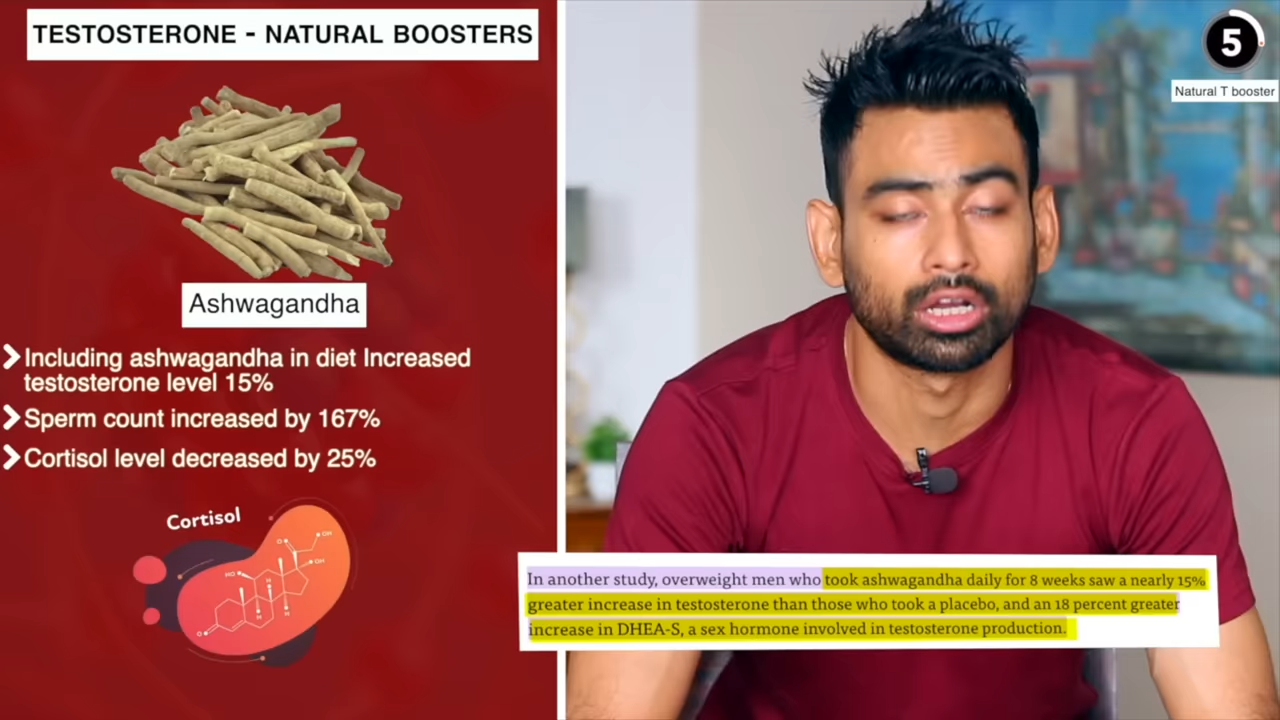 TESTOSTERONE - NATURAL BOOSTERS
5
Natural T booster
Ashwagandha
Including ashwagandha in diet Increased
testosterone level 15%
Sperm count increased by 167%
Cortisol level decreased by 25%
Cortisol
O
OH
HO
OH
H
H
H
O
In another study, overweight men who took ashwagandha daily for 8 weeks saw a nearly 15%
greater increase in testosterone than those who took a placebo, and an 18 percent greater
increase in DHEA-S, a sex hormone involved in testosterone production.